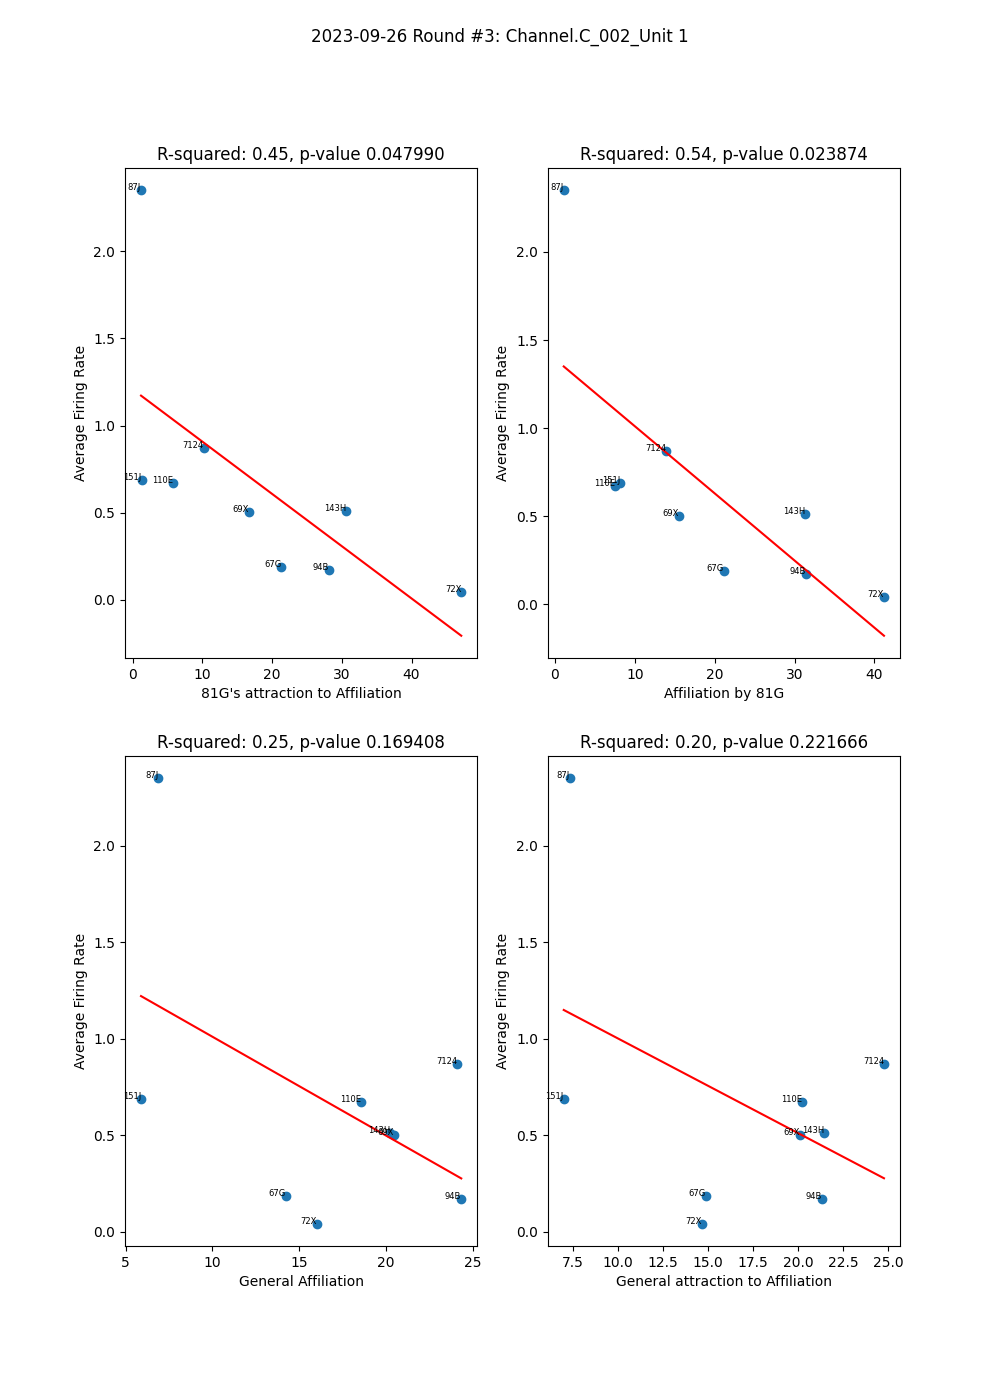 2023-09-26 Round #3: Channel.C_002_Unit 1
R-squared: 0.45, p-value 0.047990
87J
2.0
1.5
1.0
0.5
0.0
Average Firing Rate
7124
151J
110E
69X
143H
67G
94B
72X
0 10 20 30 40
81G's attraction to Affiliation
R-squared: 0.54, p-value 0.023874
87J
2.0
1.5
1.0
0.5
0.0
Average Firing Rate
7124
151J
110E
69X
143H
67G
94B
72X
0 10 20 30 40
Affiliation by 81G
R-squared: 0.25, p-value 0.169408
87J
2.0
1.5
1.0
0.5
0.0
Average Firing Rate
7124
151J
110E
143H
69X
67G
94B
72X
5 10 15 20 25
General Affiliation
R-squared: 0.20, p-value 0.221666
87J
2.0
1.5
1.0
0.5
0.0
Average Firing Rate
7124
151J
110E
69X
143H
67G
94B
72X
7.5 10.0 12.5 15.0 17.5 20.0 22.5 25.0
General attraction to Affiliation